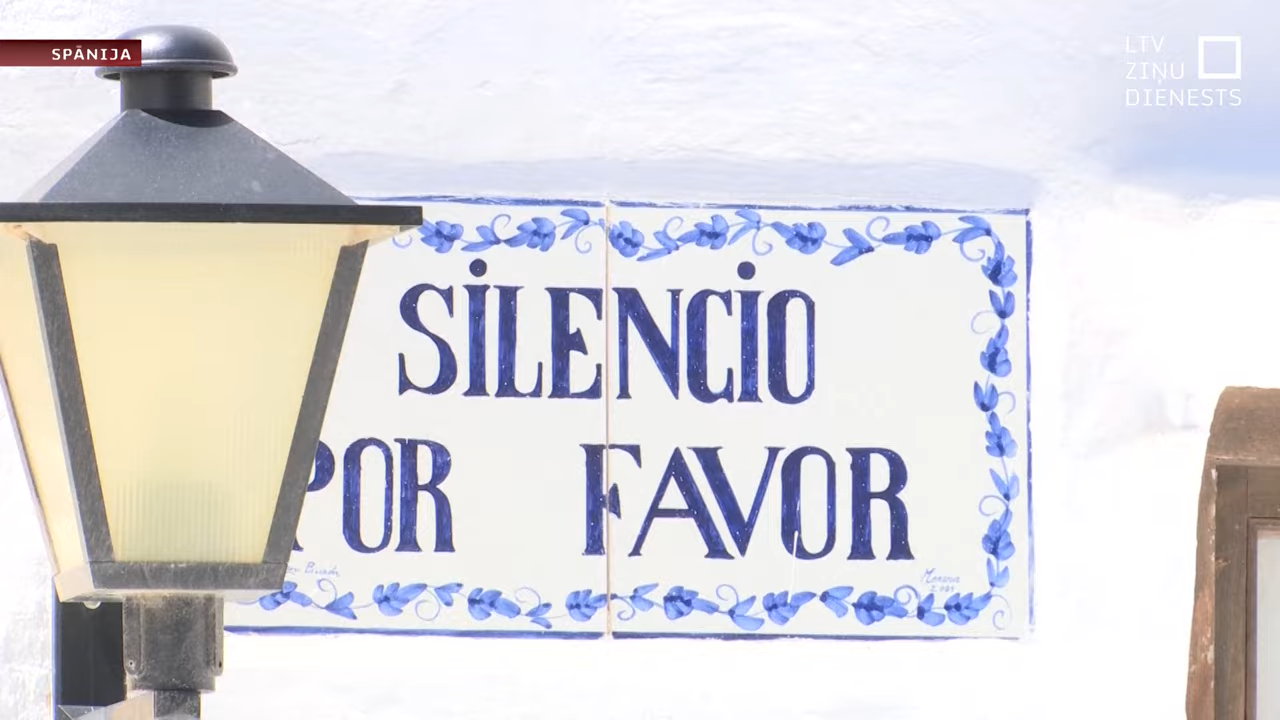 SPĀNIJA
LTV
ZIŅU
DIENESTS
SILENCIO
POR FAVOR